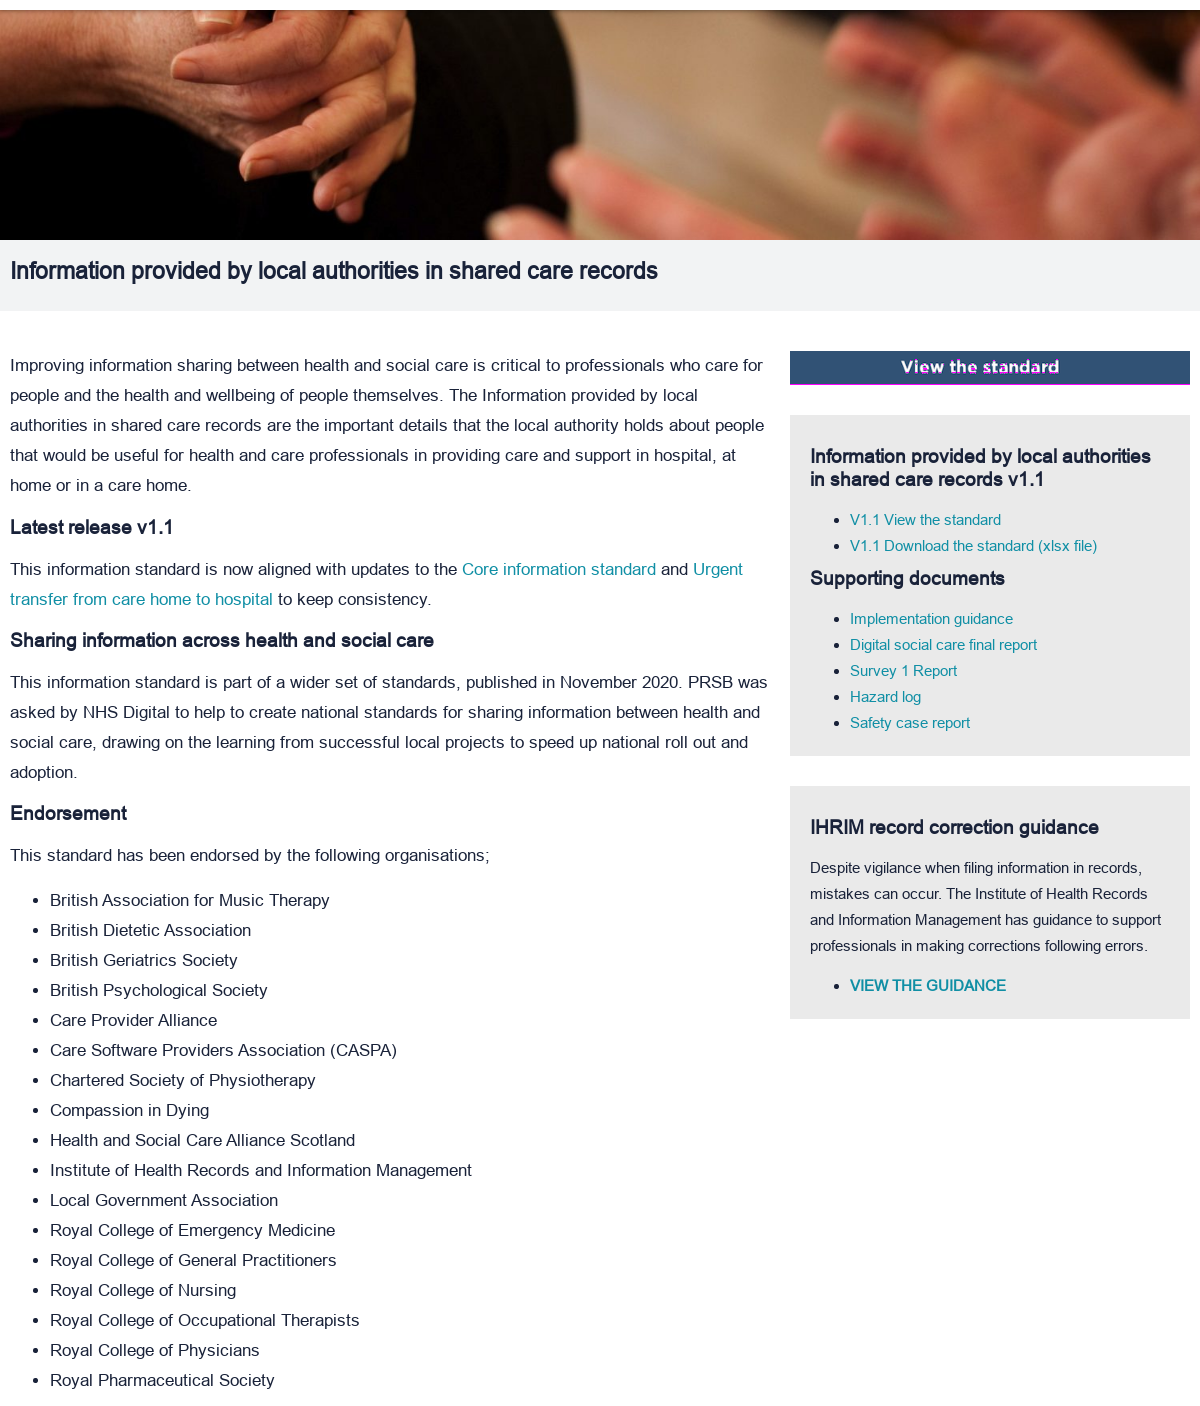 Information provided by local authorities in shared care records
Improving information sharing between health and social care is critical to professionals who care for
people and the health and wellbeing of people themselves. The Information provided by local
authorities in shared care records are the important details that the local authority holds about people
that would be useful for health and care professionals in providing care and support in hospital, at
home or in a care home.
Latest release v1.1
This information standard is now aligned with updates to the Core information standard and Urgent
transfer from care home to hospital to keep consistency.
Sharing information across health and social care
This information standard is part of a wider set of standards, published in November 2020. PRSB was
asked by NHS Digital to help to create national standards for sharing information between health and
social care, drawing on the learning from successful local projects to speed up national roll out and
adoption.
Endorsement
This standard has been endorsed by the following organisations;
• British Association for Music Therapy
• British Dietetic Association
• British Geriatrics Society
• British Psychological Society
• Care Provider Alliance
• Care Software Providers Association (CASPA)
• Chartered Society of Physiotherapy
• Compassion in Dying
• Health and Social Care Alliance Scotland
• Institute of Health Records and Information Management
• Local Government Association
• Royal College of Emergency Medicine
• Royal College of General Practitioners
• Royal College of Nursing
• Royal College of Occupational Therapists
• Royal College of Physicians
• Royal Pharmaceutical Society
View the standard
Information provided by local authorities
in shared care records v1.1
• V1.1 View the standard
• V1.1 Download the standard (xlsx file)
Supporting documents
• Implementation guidance
• Digital social care final report
• Survey 1 Report
• Hazard log
• Safety case report
IHRIM record correction guidance
Despite vigilance when filing information in records,
mistakes can occur. The Institute of Health Records
and Information Management has guidance to support
professionals in making corrections following errors.
• VIEW THE GUIDANCE